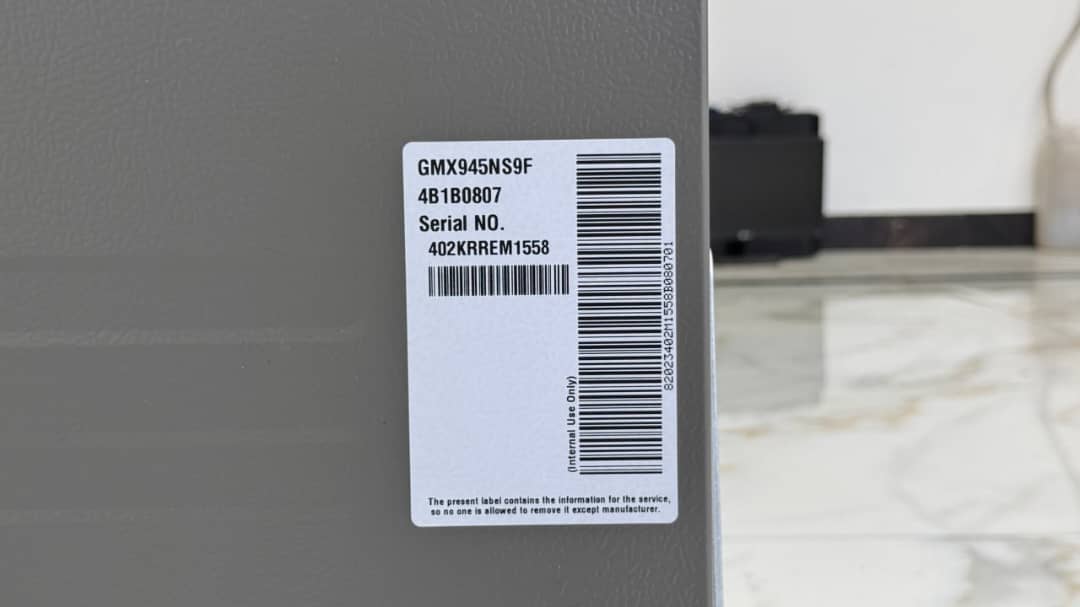 GMX945NS9F
4B1B0807
Serial NO.
402KRREM1558
82023402M1558B080701
(Internal Use Only)
The present label contains the information for the service,
so no one is allowed to remove it except manufacturer.